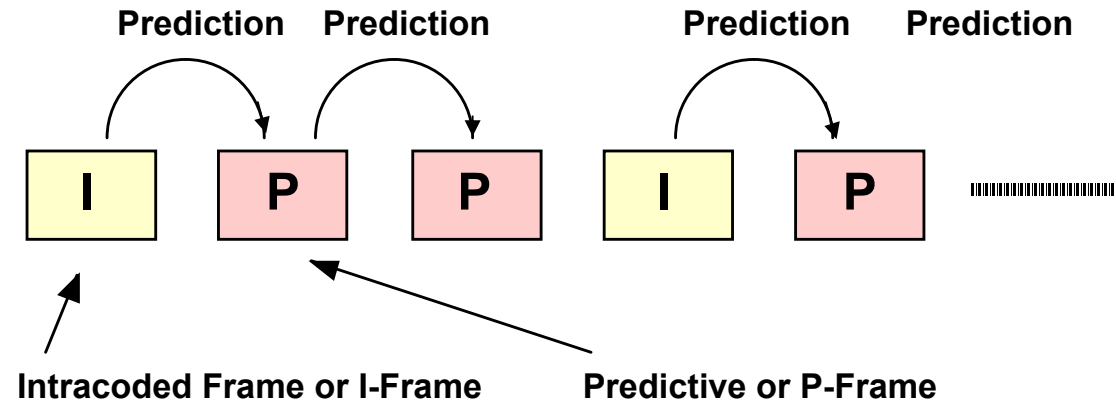 Prediction Prediction Prediction Prediction
I P P I P
Intracoded Frame or I-Frame Predictive or P-Frame